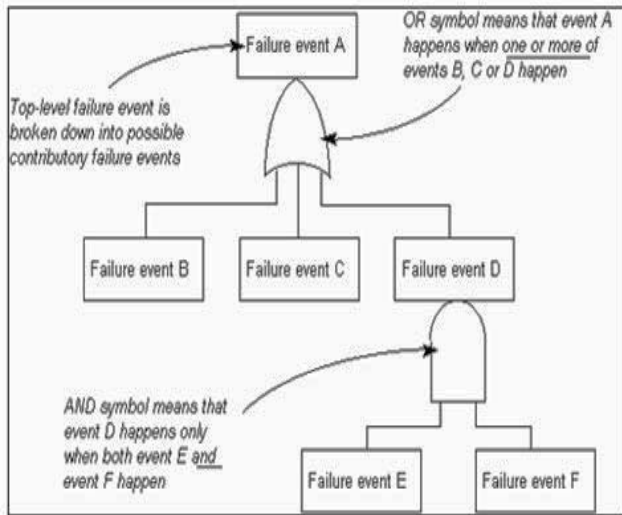 Failure event A
OR symbol means that event A
happens when one or more of
events B, C or D happen
Top-level failure event is
broken down into possible
contributory failure events
Failure event B
Failure event C
Failure event D
AND symbol means that
event D happens only
when both event E and
event F happen
Failure event E
Failure event F